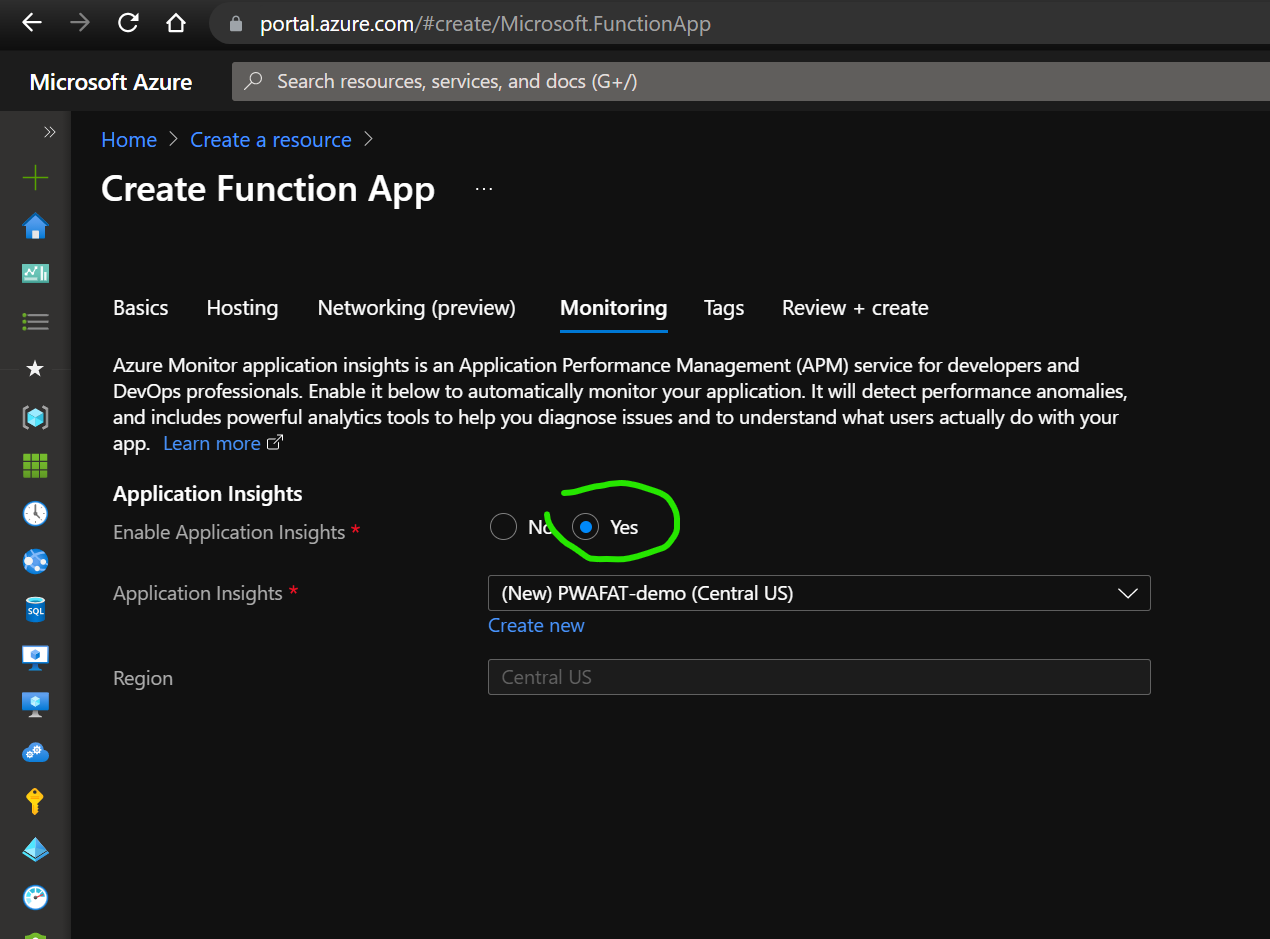 portal.azure.com/#create/Microsoft.FunctionApp
Microsoft Azure
Search resources, services, and docs (G+/)
Home > Create a resource >
Create Function App ...
Basics Hosting Networking (preview) Monitoring Tags Review + create
Azure Monitor application insights is an Application Performance Management (APM) service for developers and
DevOps professionals. Enable it below to automatically monitor your application. It will detect performance anomalies,
and includes powerful analytics tools to help you diagnose issues and to understand what users actually do with your
app. Learn more
Application Insights
Enable Application Insights * No Yes
Application Insights * (New) PWAFAT-demo (Central US)
Create new
Region Central US
SQL